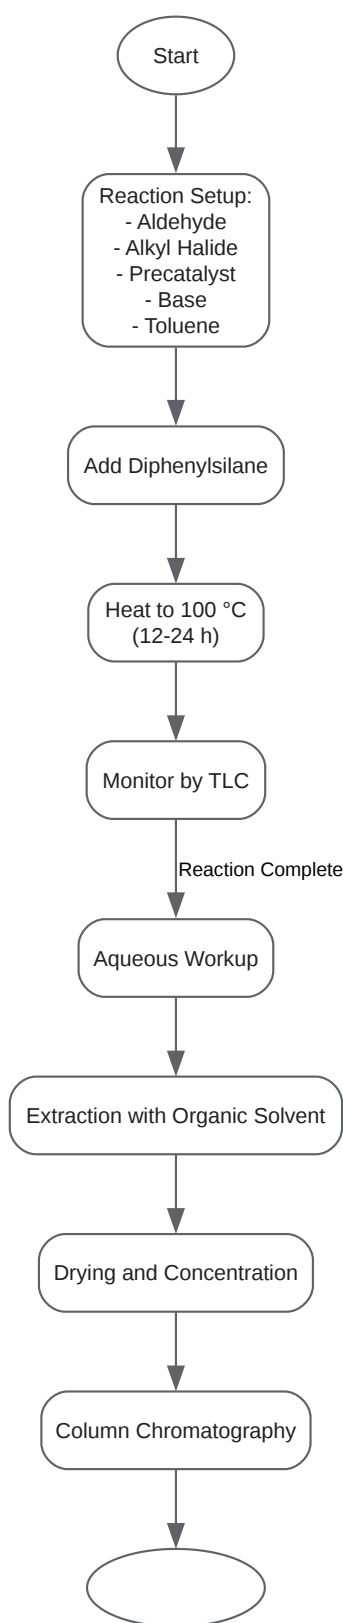 Start
Reaction Setup:
- Aldehyde
- Alkyl Halide
- Precatalyst
- Base
- Toluene
Add Diphenylsilane
Heat to 100 °C
(12-24 h)
Monitor by TLC
Reaction Complete
Aqueous Workup
Extraction with Organic Solvent
Drying and Concentration
Column Chromatography